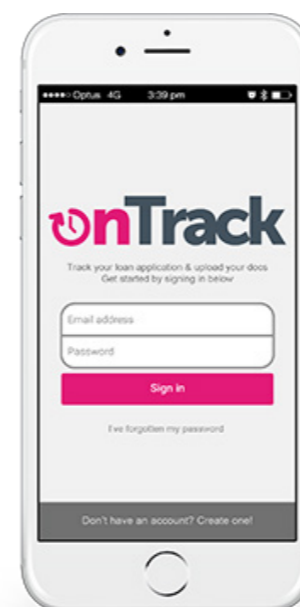 Optus 4G 3:39 pm
onTrack
Track your loan application & upload your docs
Get started by signing in below
Email address
Password
Sign in
I've forgotten my password
Don't have an account? Create one!